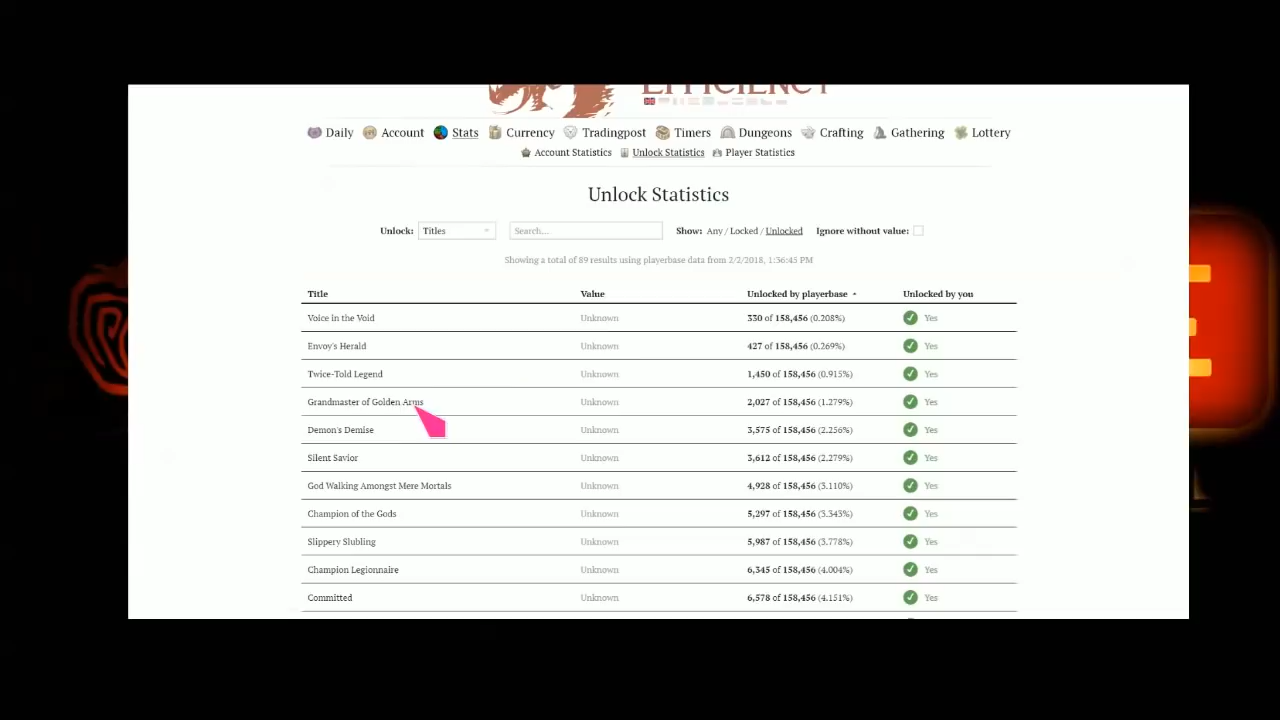 EFFICIENCY
Daily Account Stats Currency Tradingpost Timers Dungeons Crafting Gathering Lottery
Account Statistics Unlock Statistics Player Statistics
Unlock Statistics
Unlock: Titles Search... Show: Any / Locked / Unlocked Ignore without value:
Showing a total of 89 results using playerbase data from 2/2/2018, 1:36:45 PM
Title Value Unlocked by playerbase Unlocked by you
Voice in the Void Unknown 330 of 158,456 (0.208%) Yes
Envoy's Herald Unknown 427 of 158,456 (0.269%) Yes
Twice-Told Legend Unknown 1,450 of 158,456 (0.915%) Yes
Grandmaster of Golden Arms Unknown 2,027 of 158,456 (1.279%) Yes
Demon's Demise Unknown 3,575 of 158,456 (2.256%) Yes
Silent Savior Unknown 3,612 of 158,456 (2.279%) Yes
God Walking Amongst Mere Mortals Unknown 4,928 of 158,456 (3.110%) Yes
Champion of the Gods Unknown 5,297 of 158,456 (3.343%) Yes
Slippery Slubling Unknown 5,987 of 158,456 (3.778%) Yes
Champion Legionnaire Unknown 6,345 of 158,456 (4.004%) Yes
Committed Unknown 6,578 of 158,456 (4.151%) Yes